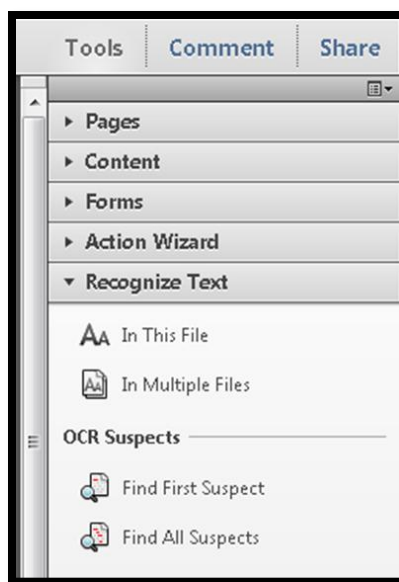 Tools Comment Share
Pages
Content
Forms
Action Wizard
Recognize Text
AA In This File
In Multiple Files
OCR Suspects
Find First Suspect
Find All Suspects